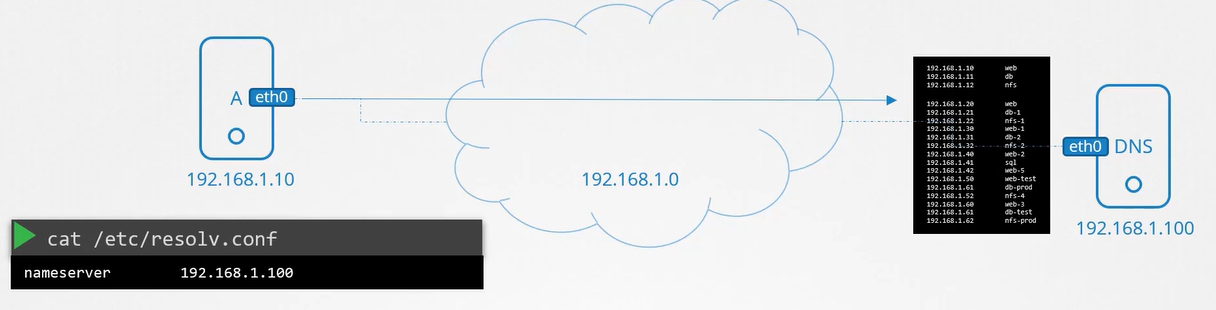 A eth0
192.168.1.10
192.168.1.0
192.168.1.10 web
192.168.1.11 db
192.168.1.12 nfs
192.168.1.20 web
192.168.1.21 db-1
192.168.1.22 nfs-1
192.168.1.30 web-1
192.168.1.31 db-2
192.168.1.32 nfs-2
192.168.1.40 web-2
192.168.1.41 sql
192.168.1.42 web-5
192.168.1.50 web-test
192.168.1.61 db-prod
192.168.1.52 nfs-4
192.168.1.60 web-3
192.168.1.61 db-test
192.168.1.62 nfs-prod
eth0 DNS
192.168.1.100
cat /etc/resolv.conf
nameserver 192.168.1.100